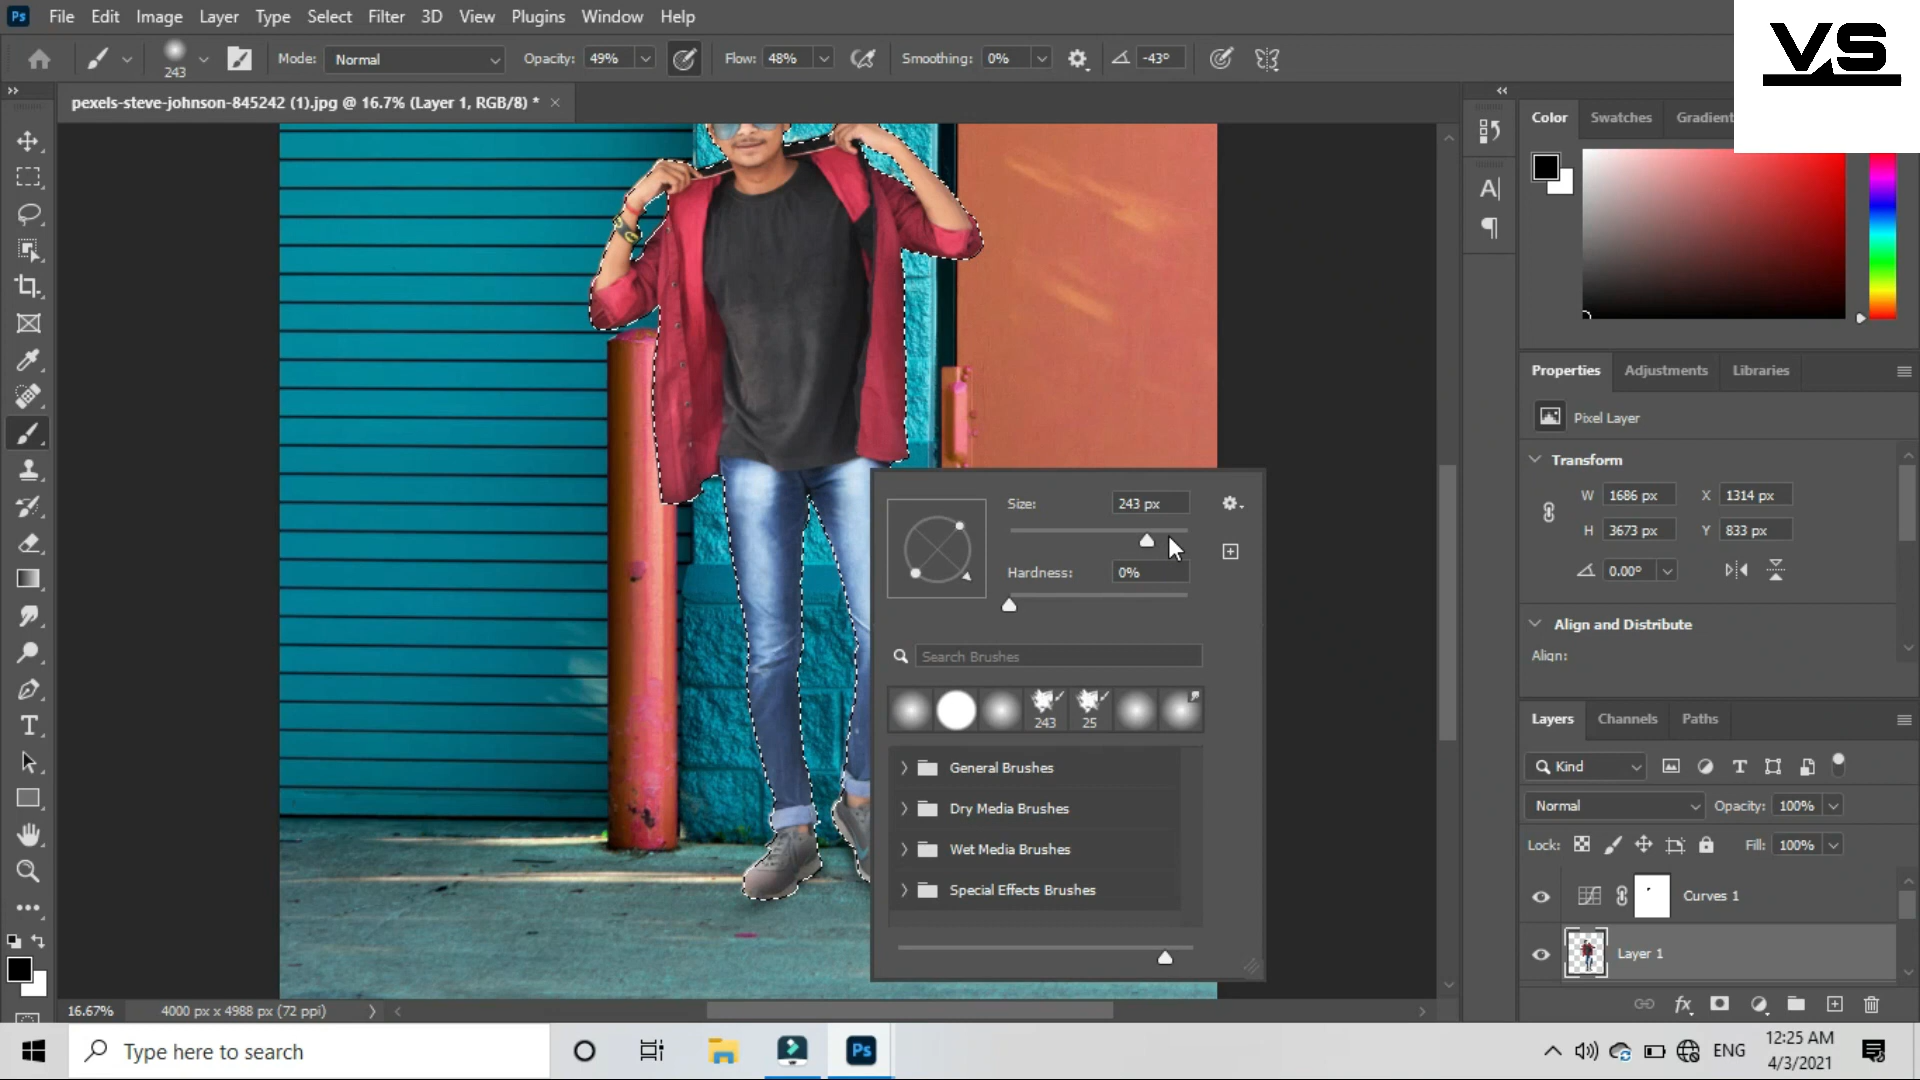 Ps File Edit Image Layer Type Select Filter 3D View Plugins Window Help
VS
243 Mode: Normal Opacity: 49% Flow: 48% Smoothing: 0% -43°
pexels-steve-johnson-845242 (1).jpg @ 16.7% (Layer 1, RGB/8) *
Color Swatches Gradient
Properties Adjustments Libraries
Pixel Layer
Transform
W 1686 px X 1314 px
H 3673 px Y 833 px
0.00°
Align and Distribute
Align:
Size: 243 px
Hardness: 0%
Search Brushes
243 25
General Brushes
Dry Media Brushes
Wet Media Brushes
Special Effects Brushes
Layers Channels Paths
Kind
Normal Opacity: 100%
Lock: Fill: 100%
Curves 1
Layer 1
16.67% 4000 px x 4988 px (72 ppi)
Type here to search
Ps
ENG
12:25 AM
4/3/2021